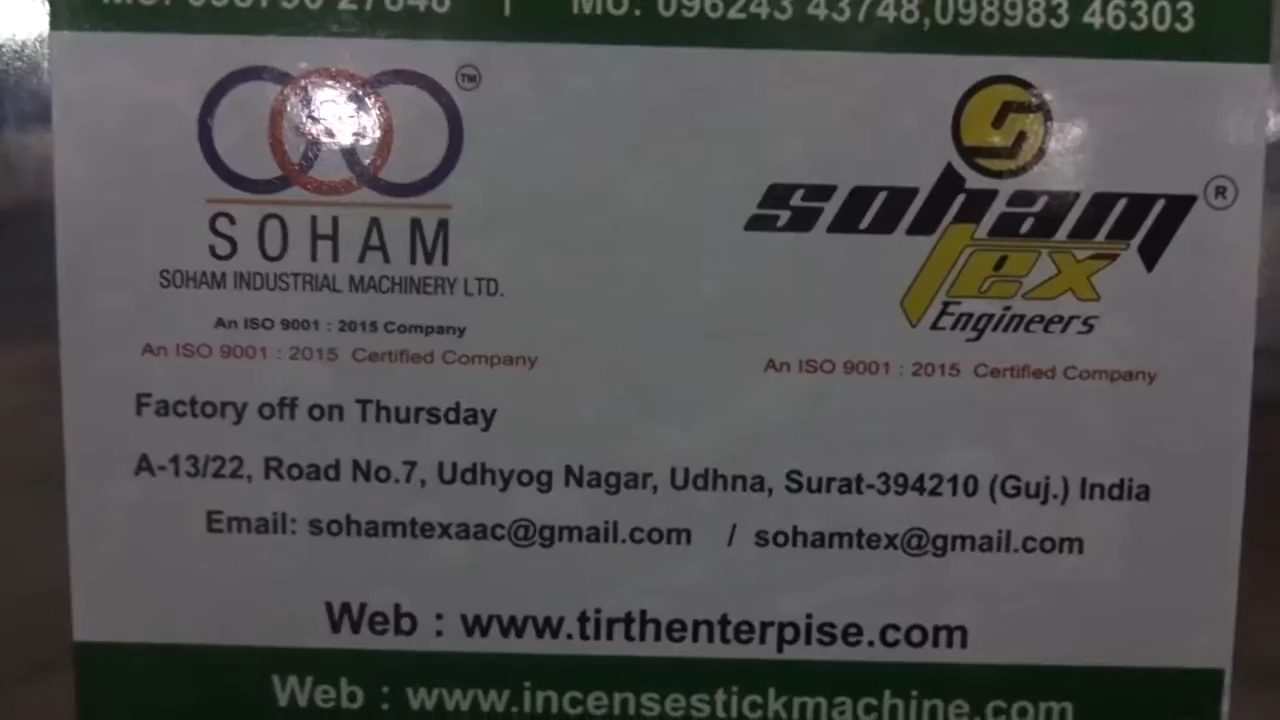 MO: 096243 43748,098983 46303
TM
SOHAM
SOHAM INDUSTRIAL MACHINERY LTD.
An ISO 9001 : 2015 Company
An ISO 9001 : 2015 Certified Company
soham
R
tex
Engineers
An ISO 9001 : 2015 Certified Company
Factory off on Thursday
A-13/22, Road No.7, Udhyog Nagar, Udhna, Surat-394210 (Guj.) India
Email: sohamtexaac@gmail.com / sohamtex@gmail.com
Web : www.tirthenterpise.com
Web : www.incensestickmachine.com